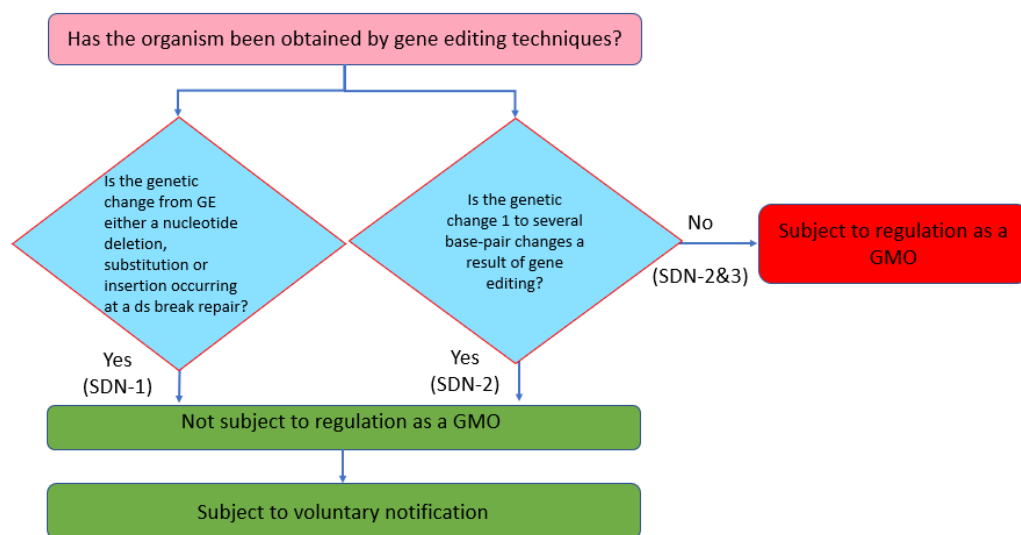 Has the organism been obtained by gene editing techniques?
Is the genetic
change from GE
either a nucleotide
deletion,
substitution or
insertion occurring
at a ds break repair?
Is the genetic
change 1 to several
base-pair changes a
result of gene
editing?
No
(SDN-2&3)
Subject to regulation as a
GMO
Yes
(SDN-1)
Yes
(SDN-2)
Not subject to regulation as a GMO
Subject to voluntary notification